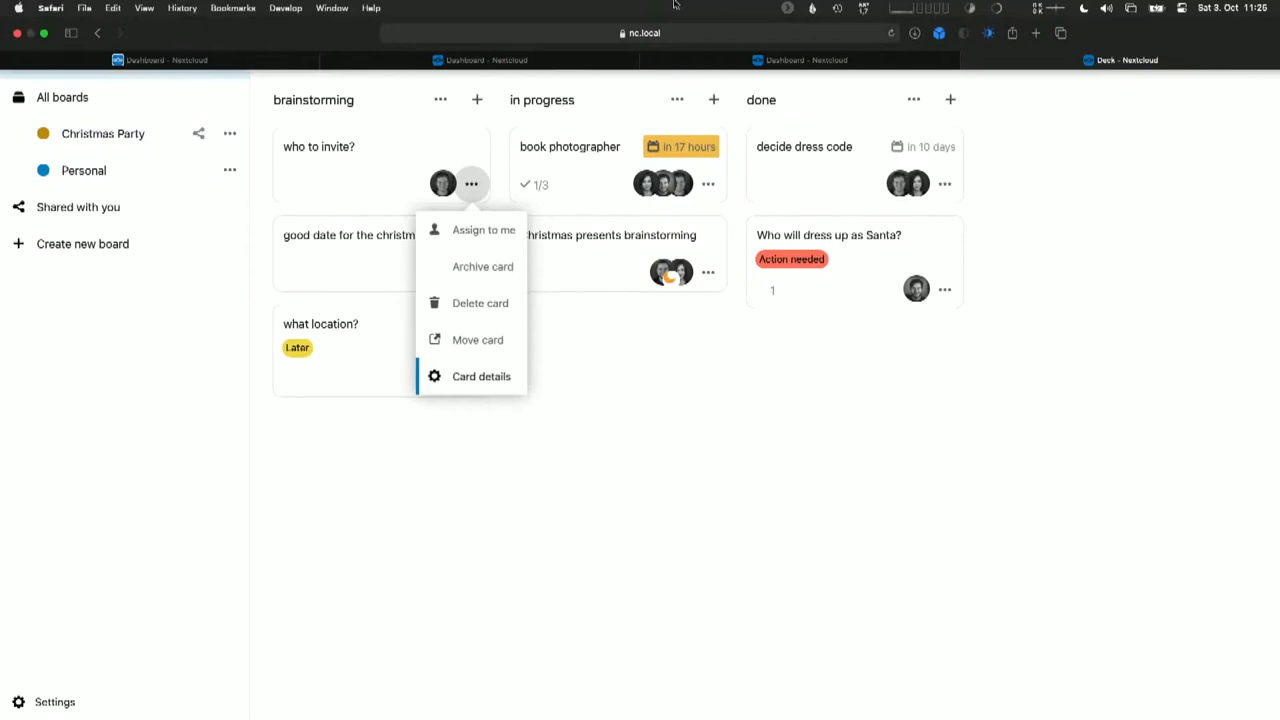 Safari File Edit View History Bookmarks Develop Window Help Sat 3. Oct 11:25
nc.local
Dashboard - Nextcloud Dashboard - Nextcloud Dashboard - Nextcloud Deck - Nextcloud
All boards
Christmas Party
Personal
Shared with you
Create new board
Settings
brainstorming
who to invite?
good date for the christm
what location?
Later
Assign to me
Archive card
Delete card
Move card
Card details
in progress
book photographer in 17 hours
1/3
hristmas presents brainstorming
done
decide dress code in 10 days
Who will dress up as Santa?
Action needed
1